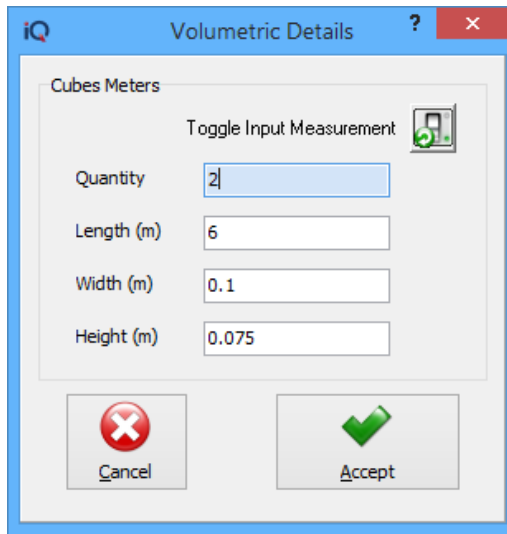 iQ Volumetric Details ? ×
Cubes Meters
Toggle Input Measurement
Quantity 2
Length (m) 6
Width (m) 0.1
Height (m) 0.075
Cancel Accept